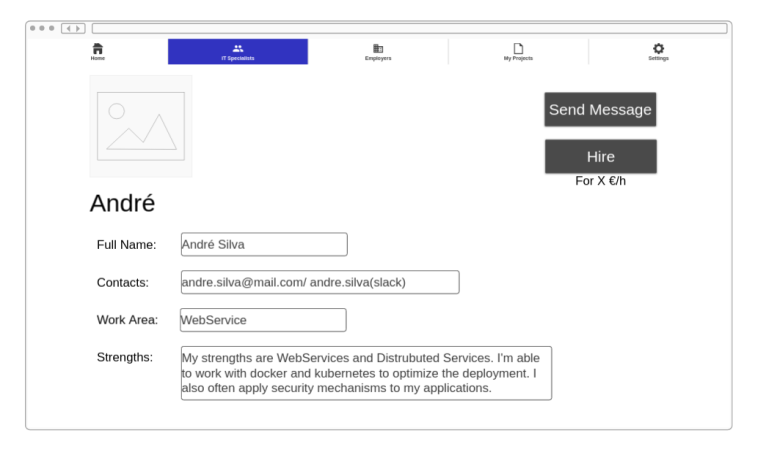 Home
IT Specialists
Employers
My Projects
Settings
Send Message
Hire
For X €/h
André
Full Name:
André Silva
Contacts:
andre.silva@mail.com/ andre.silva(slack)
Work Area:
WebService
Strengths:
My strengths are WebServices and Distrubuted Services. I'm able
to work with docker and kubernetes to optimize the deployment. I
also often apply security mechanisms to my applications.